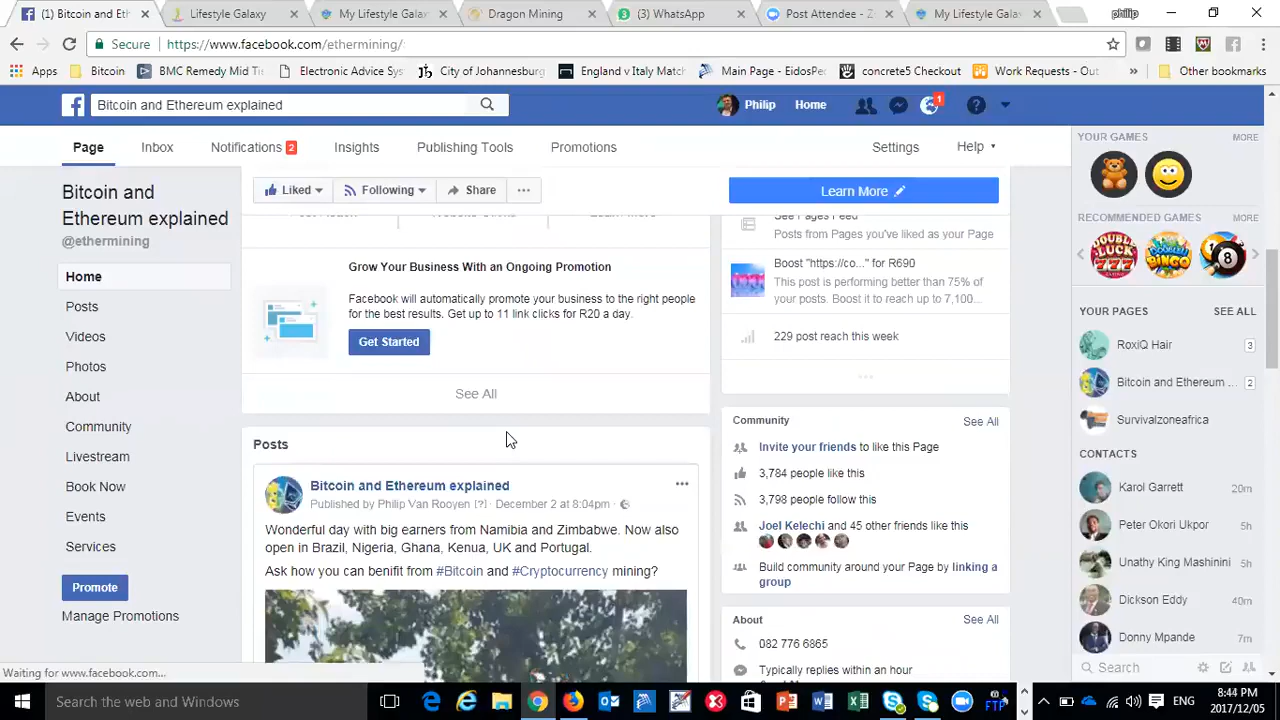 (1) Bitcoin and Eth
Lifestyle Galaxy
My Lifestyle Galax
Dragon Mining
(3) WhatsApp
Post Attendee - Z
My Lifestyle Galax
philip
Secure
https://www.facebook.com/ethermining/
Apps
Bitcoin
BMC Remedy Mid Ti
Electronic Advice Sys
City of Johannesburg
England v Italy Match
Main Page - EidosPe
concrete5 Checkout
Work Requests - Out
Other bookmarks
Bitcoin and Ethereum explained
Philip
Home
1
Page
Inbox
Notifications 2
Insights
Publishing Tools
Promotions
Settings
Help
Bitcoin and
Ethereum explained
@ethermining
Home
Posts
Videos
Photos
About
Community
Livestream
Book Now
Events
Services
Promote
Manage Promotions
Liked
Following
Share
Learn More
Grow Your Business With an Ongoing Promotion
Facebook will automatically promote your business to the right people
for the best results. Get up to 11 link clicks for R20 a day.
Get Started
See All
Posts
Bitcoin and Ethereum explained
Published by Philip Van Rooyen [?] · December 2 at 8:04pm ·
Wonderful day with big earners from Namibia and Zimbabwe. Now also
open in Brazil, Nigeria, Ghana, Kenua, UK and Portugal.
Ask how you can benifit from #Bitcoin and #Cryptocurrency mining?
See Pages Feed
Posts from Pages you've liked as your Page
Boost "https://co..." for R690
This post is performing better than 75% of
your posts. Boost it to reach up to 7,100...
229 post reach this week
Community
See All
Invite your friends to like this Page
3,784 people like this
3,798 people follow this
Joel Kelechi and 45 other friends like this
Build community around your Page by linking a
group
About
See All
082 776 6865
Typically replies within an hour
YOUR GAMES
MORE
RECOMMENDED GAMES
MORE
YOUR PAGES
SEE ALL
RoxiQ Hair
3
Bitcoin and Ethereum ...
2
Survivalzoneafrica
CONTACTS
Karol Garrett
20m
Peter Okori Ukpor
5h
Unathy King Mashinini
5h
Dickson Eddy
40m
Donny Mpande
7m
Search
Waiting for www.facebook.com...
Search the web and Windows
FTP
ENG
8:44 PM
2017/12/05